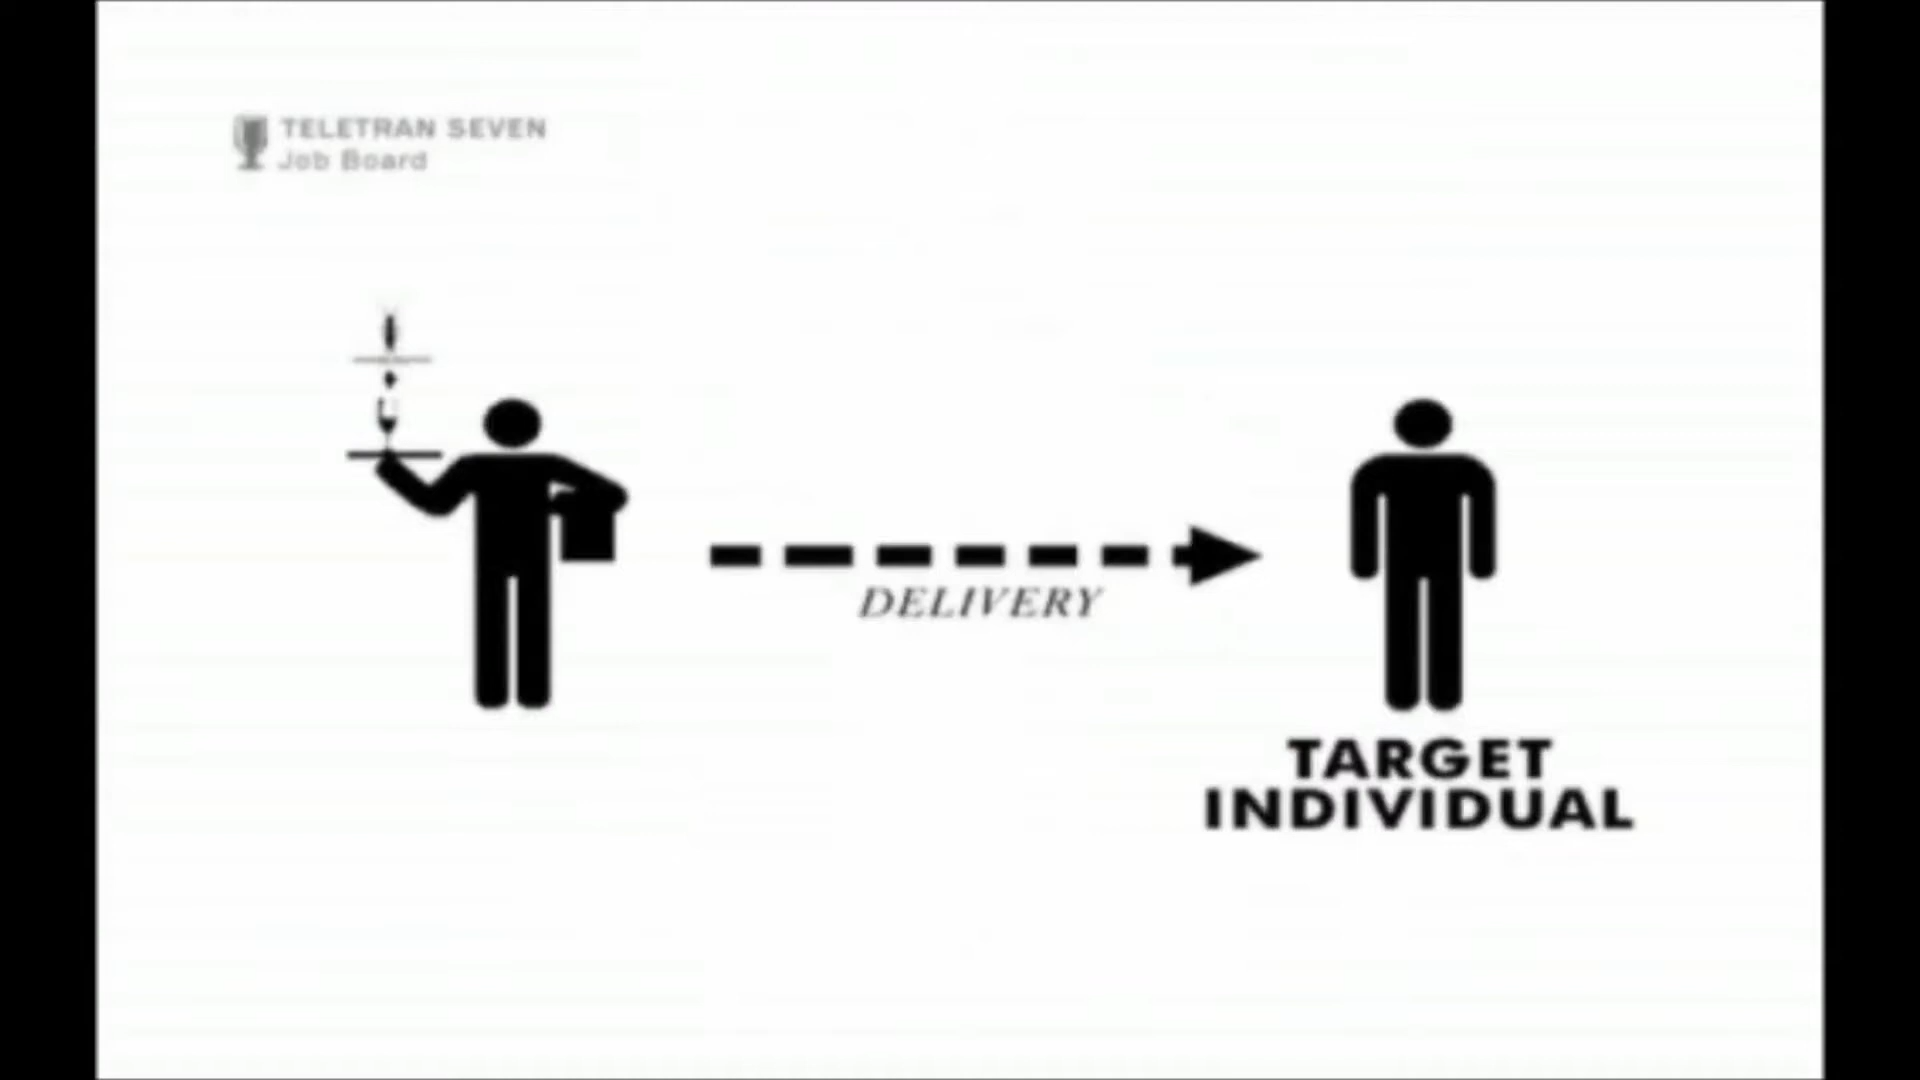 TELETRAN SEVEN
Job Board
DELIVERY
TARGET
INDIVIDUAL